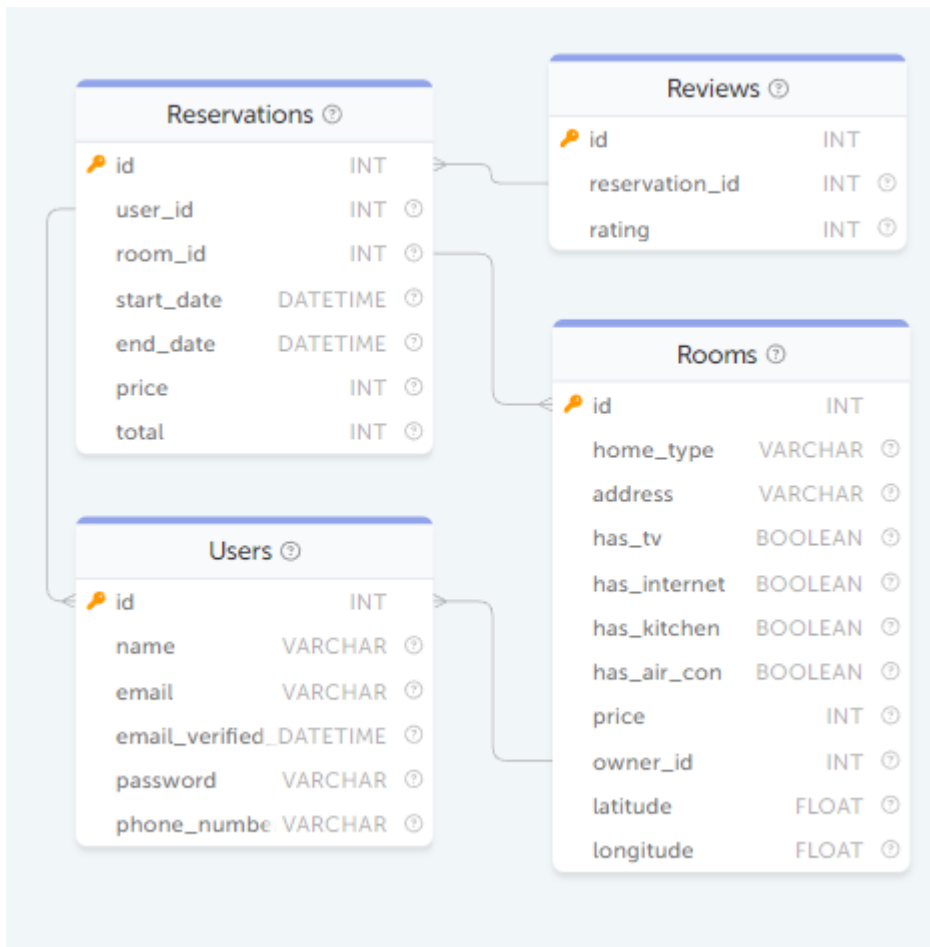 Reservations
id INT
user_id INT
room_id INT
start_date DATETIME
end_date DATETIME
price INT
total INT
Reviews
id INT
reservation_id INT
rating INT
Users
id INT
name VARCHAR
email VARCHAR
email_verified_ DATETIME
password VARCHAR
phone_numbe VARCHAR
Rooms
id INT
home_type VARCHAR
address VARCHAR
has_tv BOOLEAN
has_internet BOOLEAN
has_kitchen BOOLEAN
has_air_con BOOLEAN
price INT
owner_id INT
latitude FLOAT
longitude FLOAT